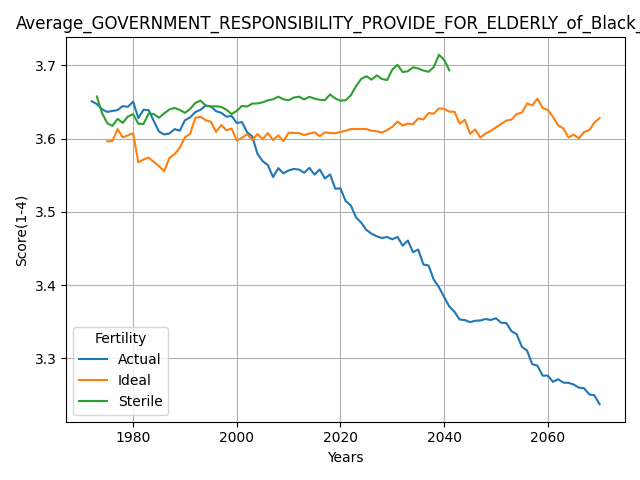 Average_GOVERNMENT_RESPONSIBILITY_PROVIDE_FOR_ELDERLY_of_Black_
3.7
3.6
3.5
3.4
3.3
Score(1-4)
Fertility
Actual
Ideal
Sterile
1980 2000 2020 2040 2060
Years